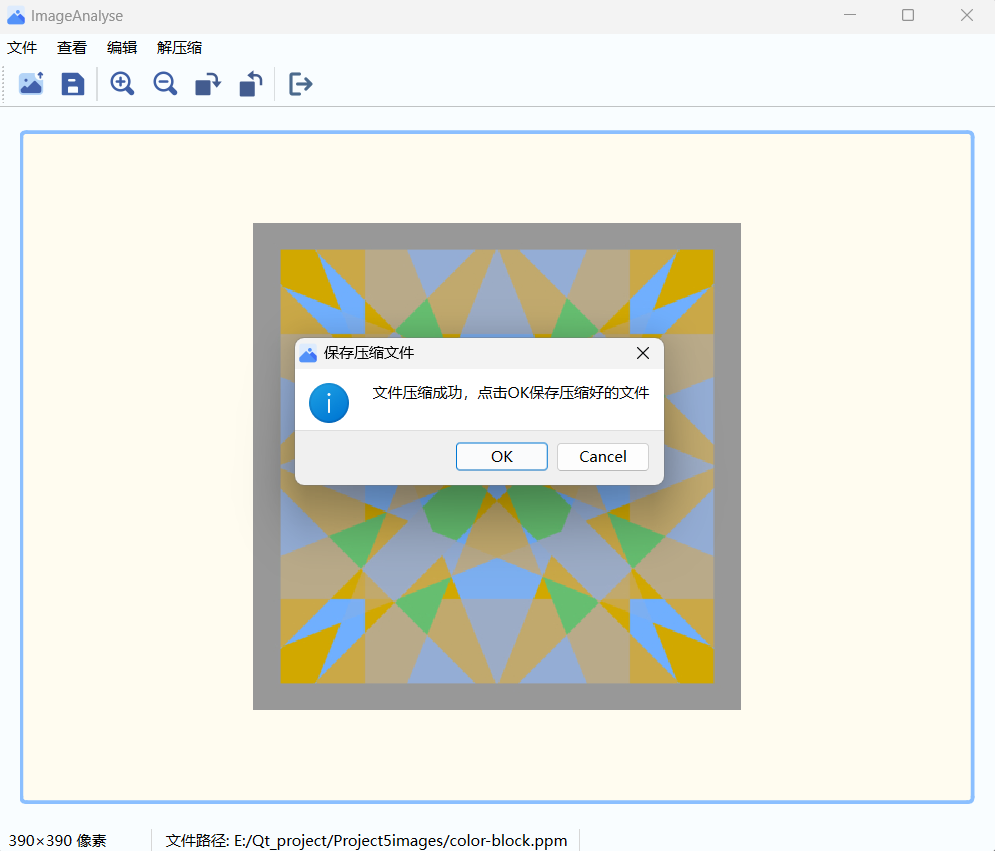 ImageAnalyse
文件 查看 编辑 解压缩
保存压缩文件
文件压缩成功，点击OK保存压缩好的文件
OK Cancel
390×390 像素 文件路径: E:/Qt_project/Project5images/color-block.ppm